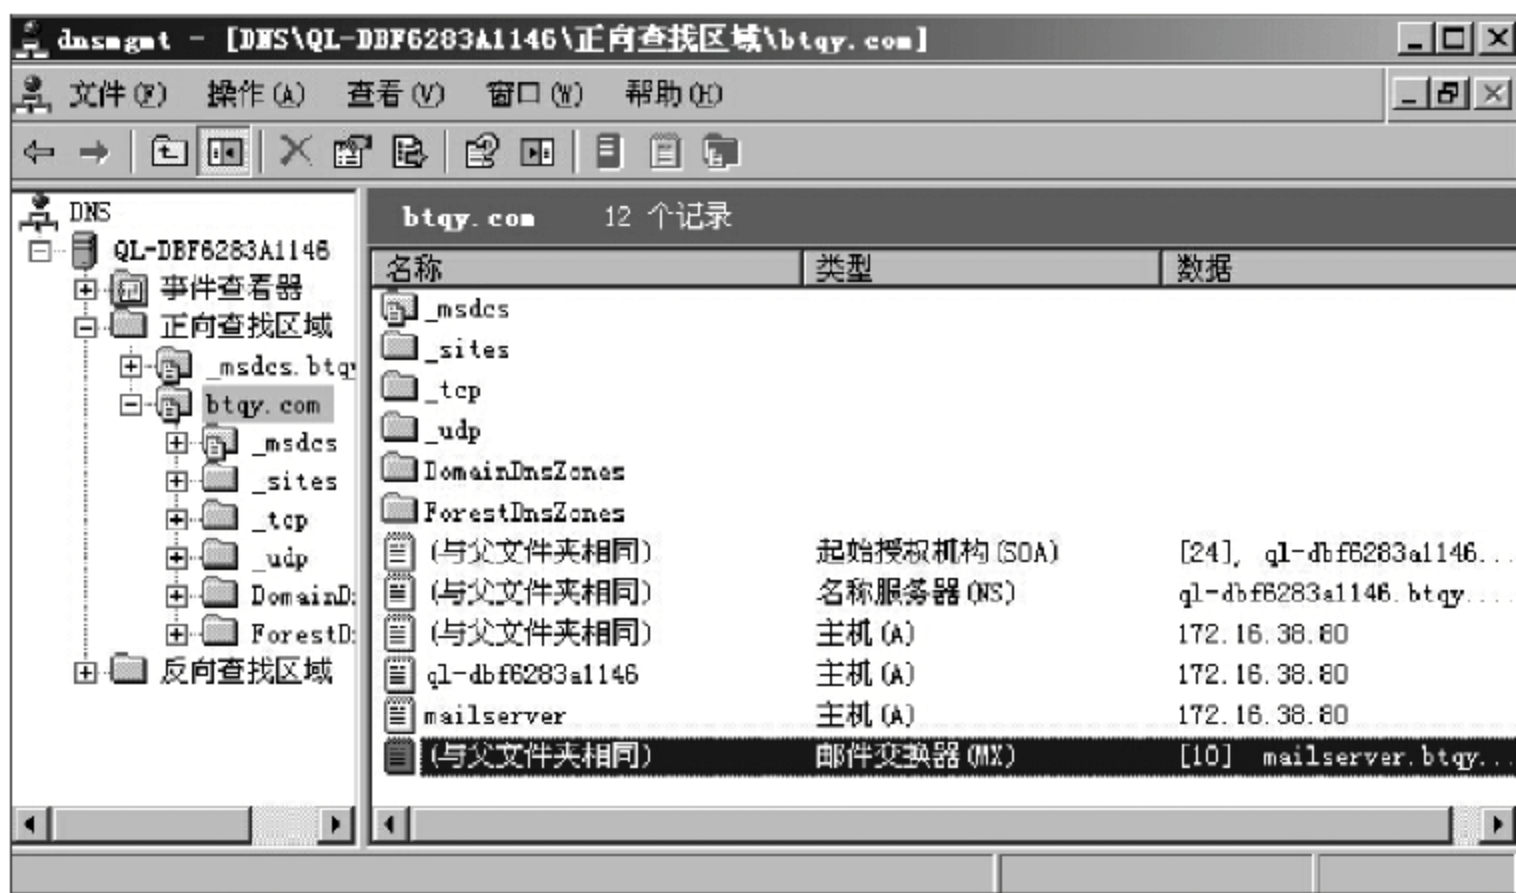 dnsmgmt - [DNS\QL-DBF6283A1146\正向查找区域\btqy.com]
文件(F) 操作(A) 查看(V) 窗口(W) 帮助(H)
DNS
QL-DBF6283A1146
事件查看器
正向查找区域
_msdcs.btqy
btqy.com
_msdcs
_sites
_tcp
_udp
DomainD
ForestD
反向查找区域
btqy.com 12 个记录
名称 类型 数据
_msdcs
_sites
_tcp
_udp
DomainDnsZones
ForestDnsZones
(与父文件夹相同) 起始授权机构(SOA) [24], ql-dbf6283a1146...
(与父文件夹相同) 名称服务器(NS) ql-dbf6283a1146.btqy....
(与父文件夹相同) 主机(A) 172.16.38.80
ql-dbf6283a1146 主机(A) 172.16.38.80
mailserver 主机(A) 172.16.38.80
(与父文件夹相同) 邮件交换器(MX) [10] mailserver.btqy...